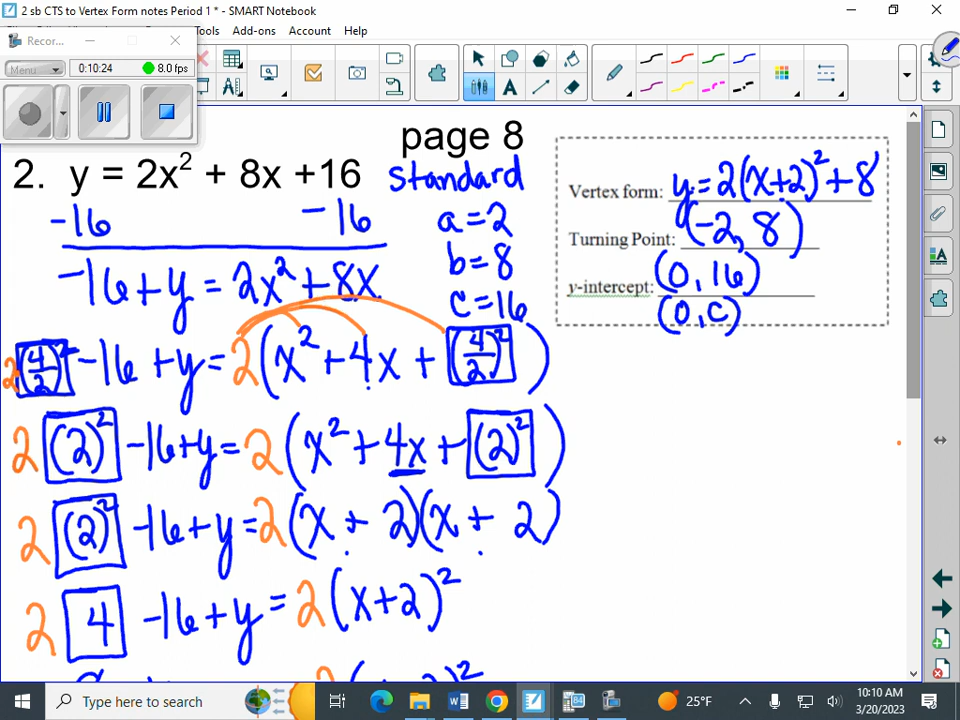 2 sb CTS to Vertex Form notes Period 1 * - SMART Notebook
Recor...
Tools Add-ons Account Help
Menu 0:10:24 8.0 fps
page 8
2. y = 2x² + 8x +16 standard
-16 -16 a=2
-16+y = 2x²+8x b=8
c=16
Vertex form: y=2(x+2)²+8
Turning Point: (-2, 8)
y-intercept: (0, 16)
(0, c)
2(4/2)² -16 +y = 2(x² +4x + (4/2)²)
2 (2)² -16+y = 2 (x² + 4x + (2)²)
2 (2)² -16+y = 2(x + 2)(x + 2)
2 4 -16+y = 2(x+2)²
Type here to search
25°F
10:10 AM
3/20/2023